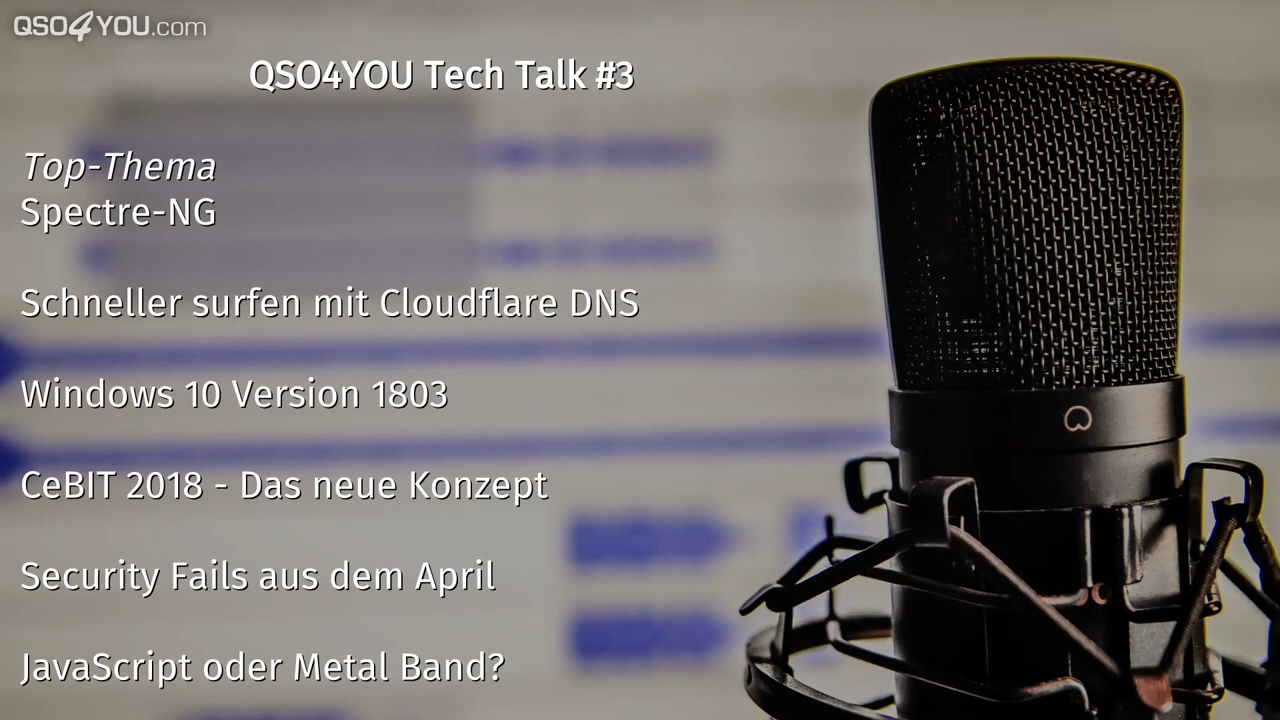 QSO4YOU.com
QSO4YOU Tech Talk #3
Top-Thema
Spectre-NG
Schneller surfen mit Cloudflare DNS
Windows 10 Version 1803
CeBIT 2018 - Das neue Konzept
Security Fails aus dem April
JavaScript oder Metal Band?